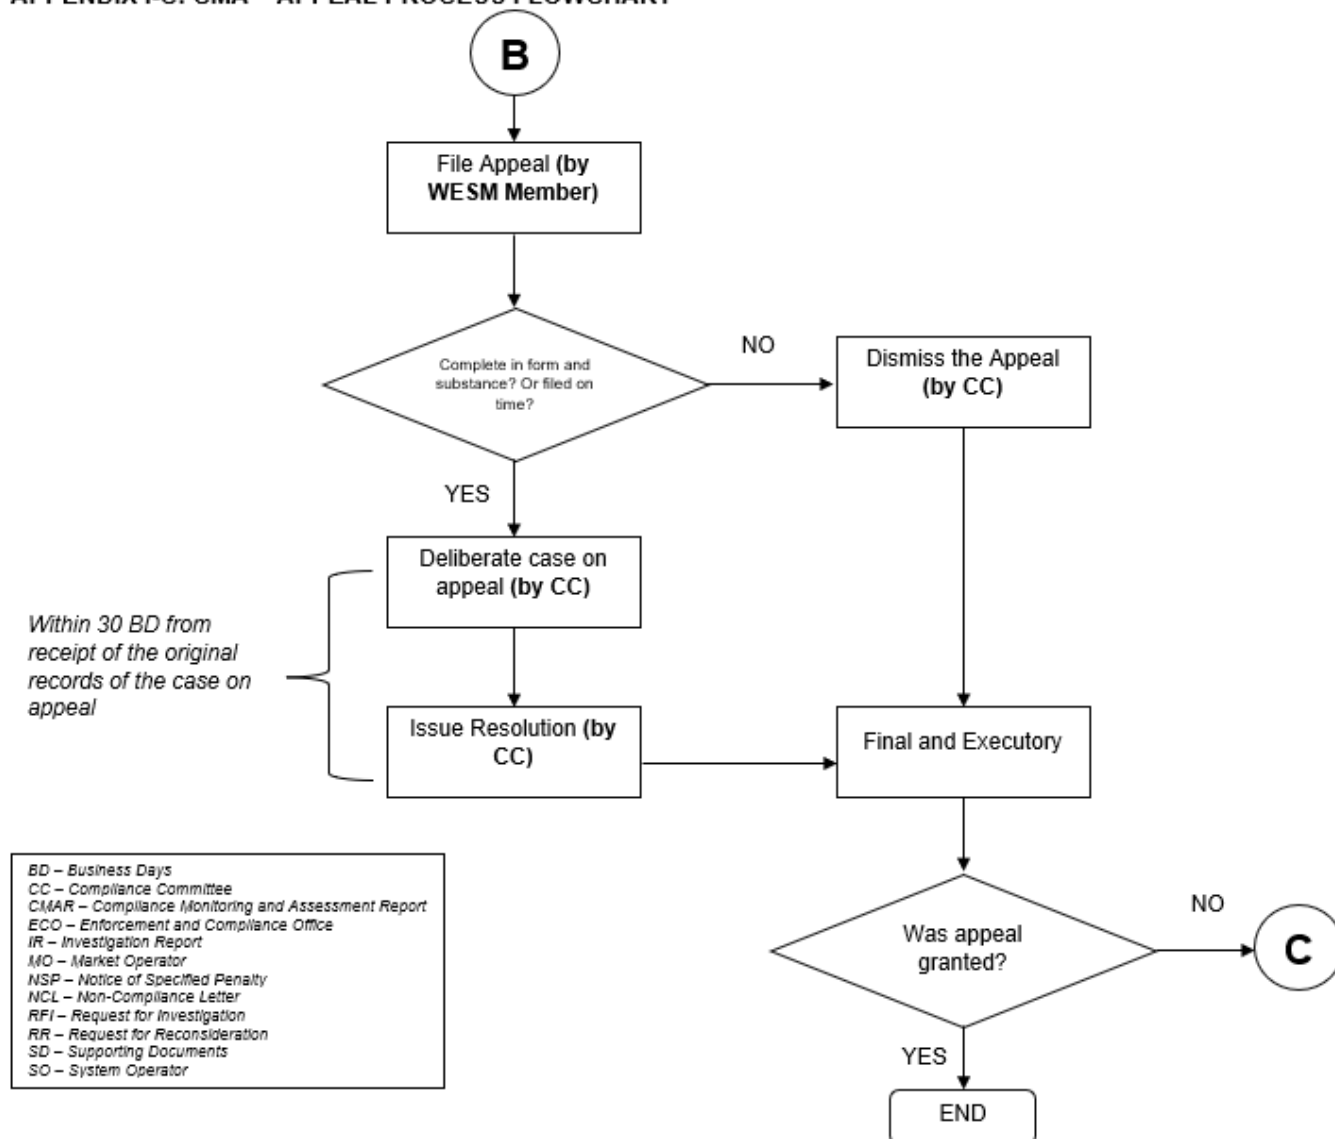 B
File Appeal (by
WESM Member)
Complete in form and
substance? Or filed on
time?
NO
Dismiss the Appeal
(by CC)
YES
Deliberate case on
appeal (by CC)
Within 30 BD from
receipt of the original
records of the case on
appeal
Issue Resolution (by
CC)
Final and Executory
Was appeal
granted?
NO
C
YES
END
BD – Business Days
CC – Compliance Committee
CMAR – Compliance Monitoring and Assessment Report
ECO – Enforcement and Compliance Office
IR – Investigation Report
MO – Market Operator
NSP – Notice of Specified Penalty
NCL – Non-Compliance Letter
RFI – Request for Investigation
RR – Request for Reconsideration
SD – Supporting Documents
SO – System Operator